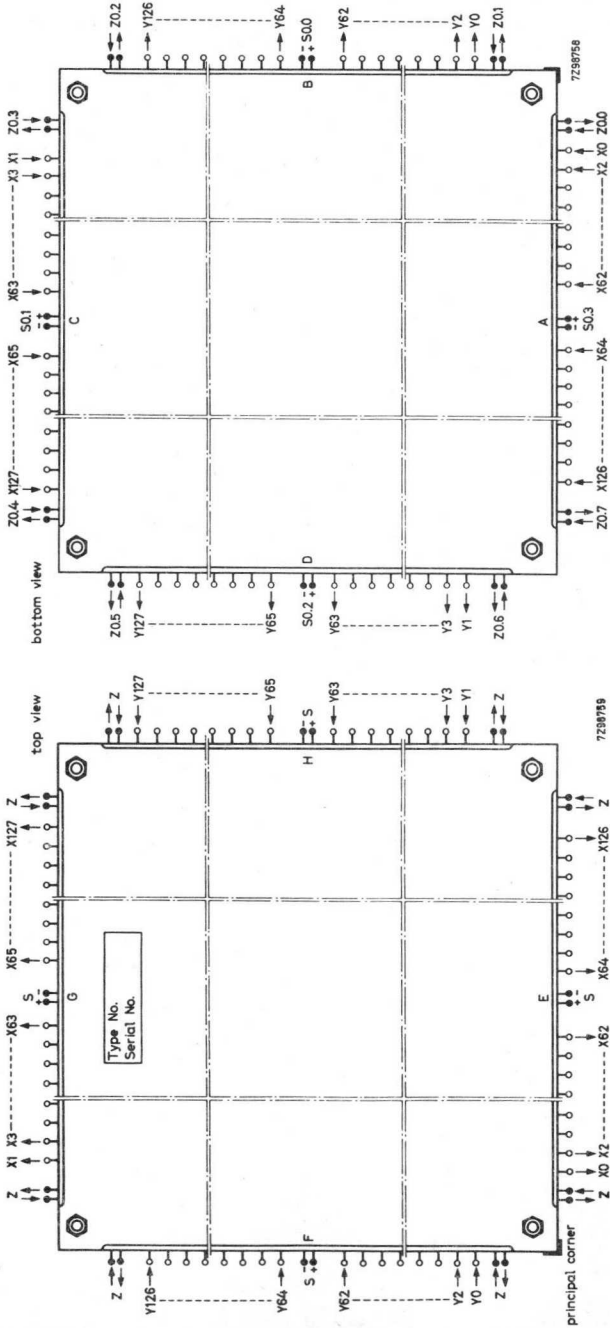 top view
Z X1 X3 X63 S X65 X127 Z
+ -
G
Type No.
Serial No.
Z
Y126
Y64
S
-
+
Y62
Y2
Y0
Z
F
H
Z
Y127
Y65
-
+ S
Y63
Y3
Y1
Z
E
+ -
Z X0 X2 X62 S X64 X126 Z
principal corner
7Z98759
bottom view
Z0.4 X127 X65 S0.1 X63 X3 X1 Z0.3
- +
C
Z0.5
Y127
Y65
S0.2 -
+
Y63
Y3
Y1
Z0.6
D
B
Z0.2
Y126
Y64
-
+ S0.0
Y62
Y2
Y0
Z0.1
A
- +
Z0.7 X126 X64 S0.3 X62 X2 X0 Z0.0
7Z98758